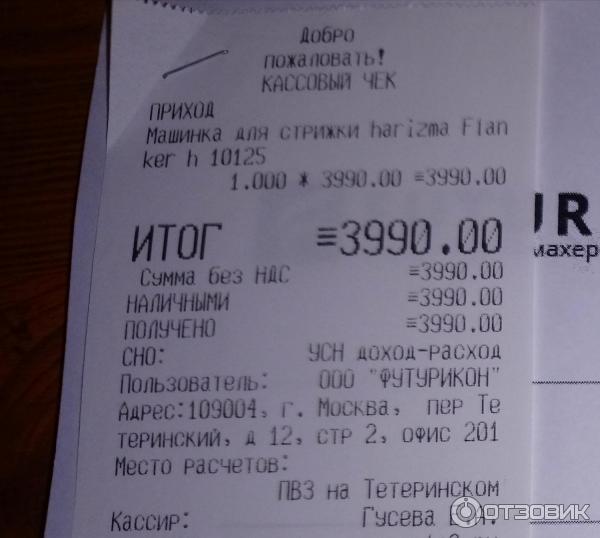 Добро
пожаловать!
КАССОВЫЙ ЧЕК
ПРИХОД
Машинка для стрижки harizma Flan
ker h 10125
1.000 * 3990.00 ≡3990.00
ИТОГ ≡3990.00
Сумма без НДС ≡3990.00
НАЛИЧНЫМИ ≡3990.00
ПОЛУЧЕНО ≡3990.00
СНО: УСН доход-расход
Пользователь: ООО "ФУТУРИКОН"
Адрес:109004, г. Москва, пер Те
теринский, д 12, стр 2, офис 201
Место расчетов:
ПВЗ на Тетеринском
Кассир: Гусева
UR
махер
ОТЗОВИК